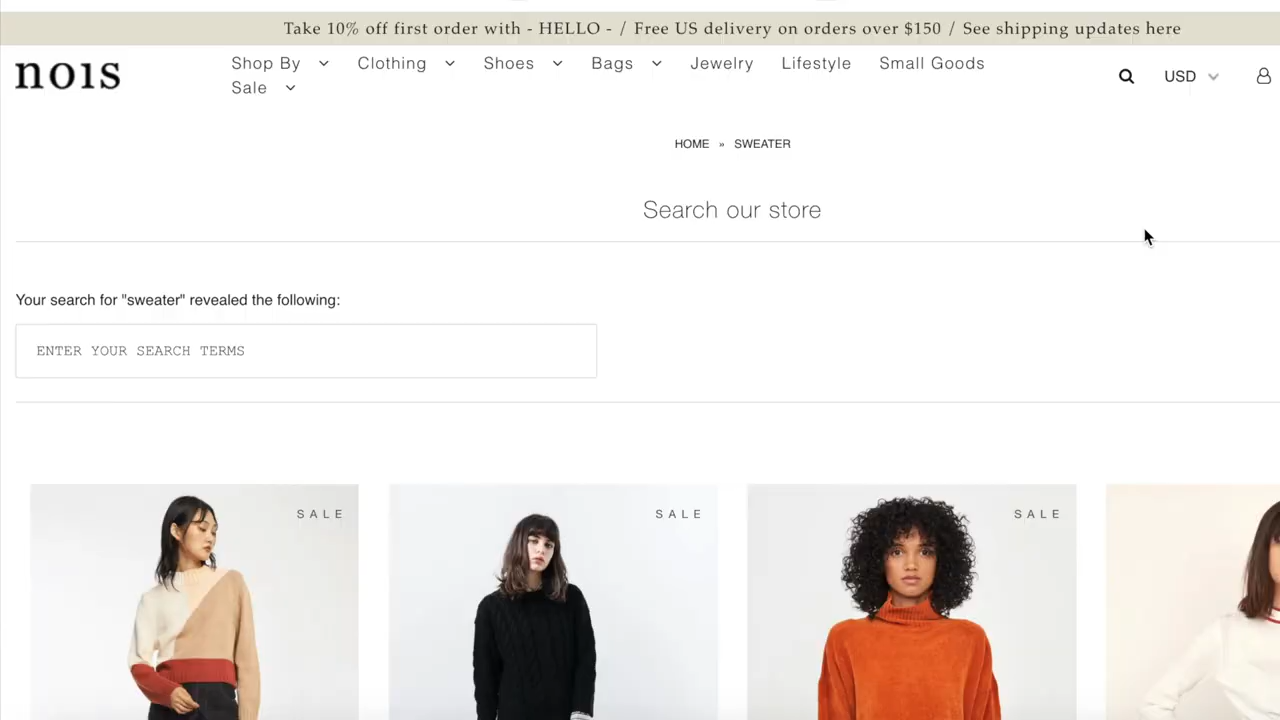 Take 10% off first order with - HELLO - / Free US delivery on orders over $150 / See shipping updates here
nois
Shop By Clothing Shoes Bags Jewelry Lifestyle Small Goods
Sale
USD
HOME » SWEATER
Search our store
Your search for "sweater" revealed the following:
ENTER YOUR SEARCH TERMS
SALE
SALE
SALE